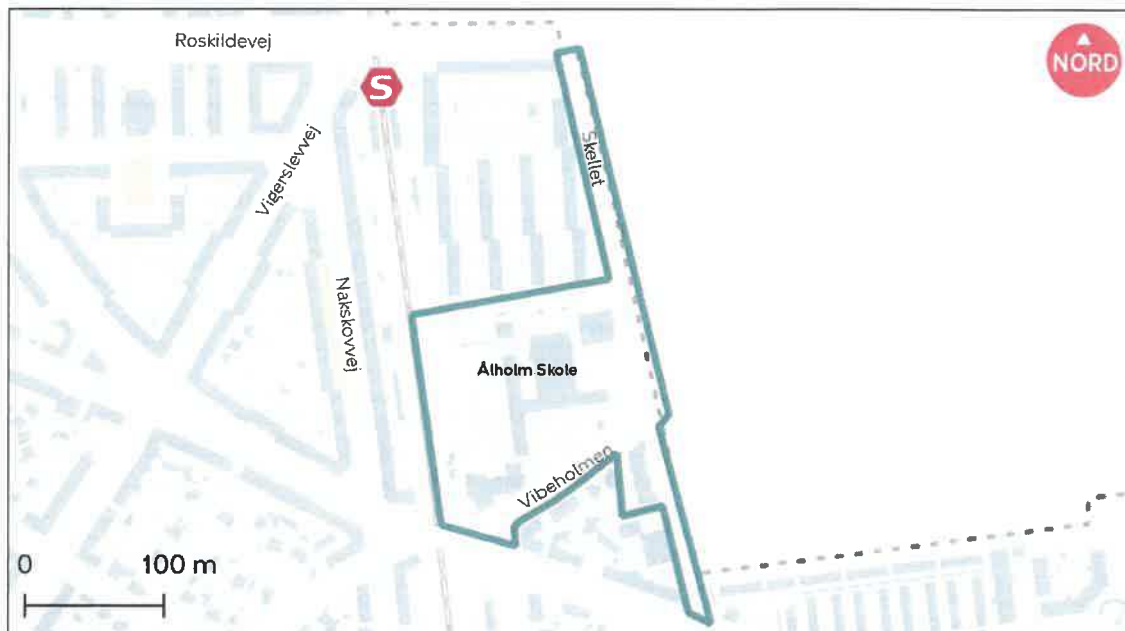 Roskildevej
S
NORD
Skellet
Vigerslevvej
Nakskovvej
Ålholm Skole
Vibeholmen
0
100 m